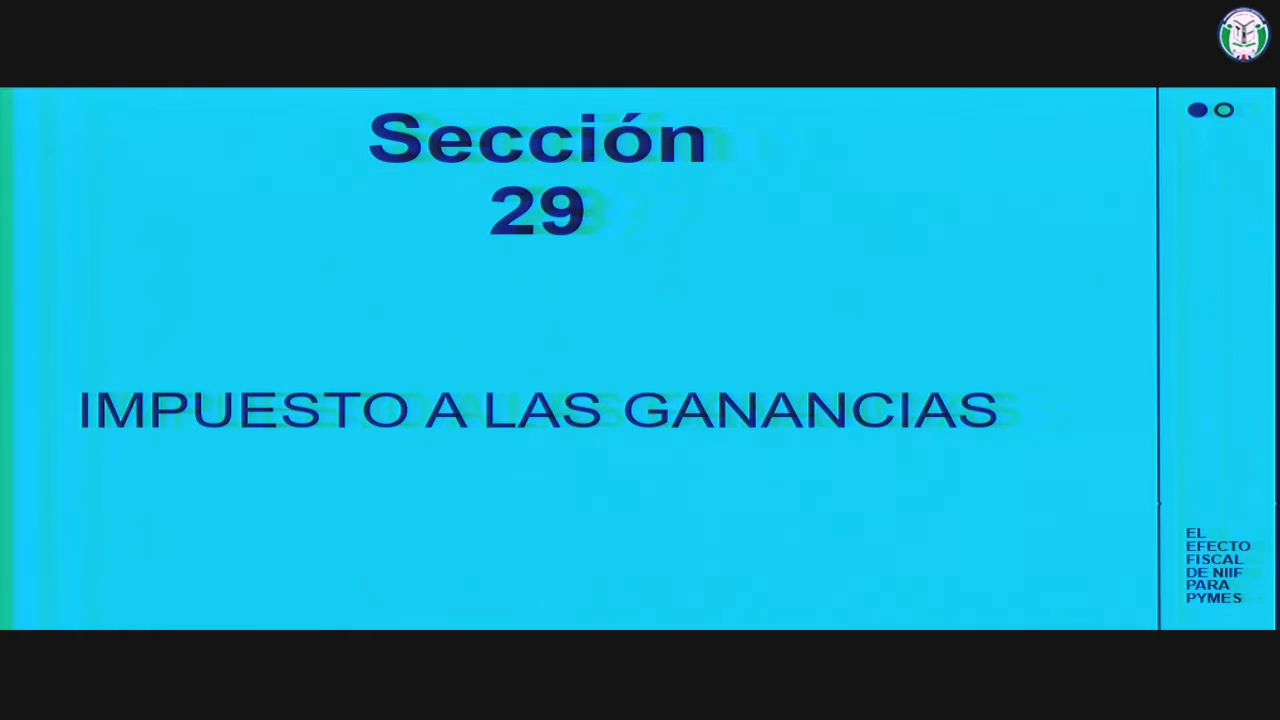 Sección
29
IMPUESTO A LAS GANANCIAS
EL
EFECTO
FISCAL
DE NIIF
PARA
PYMES